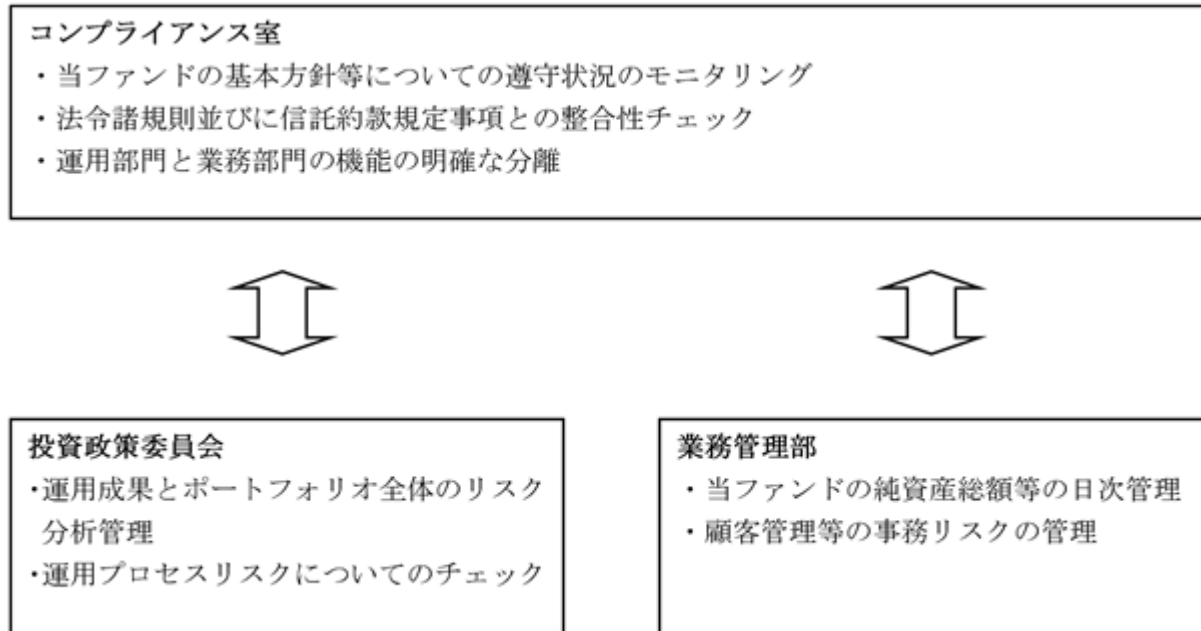 コンプライアンス室
・当ファンドの基本方針等についての遵守状況のモニタリング
・法令諸規則並びに信託約款規定事項との整合性チェック
・運用部門と業務部門の機能の明確な分離
投資政策委員会
・運用成果とポートフォリオ全体のリスク
分析管理
・運用プロセスリスクについてのチェック
業務管理部
・当ファンドの純資産総額等の日次管理
・顧客管理等の事務リスクの管理